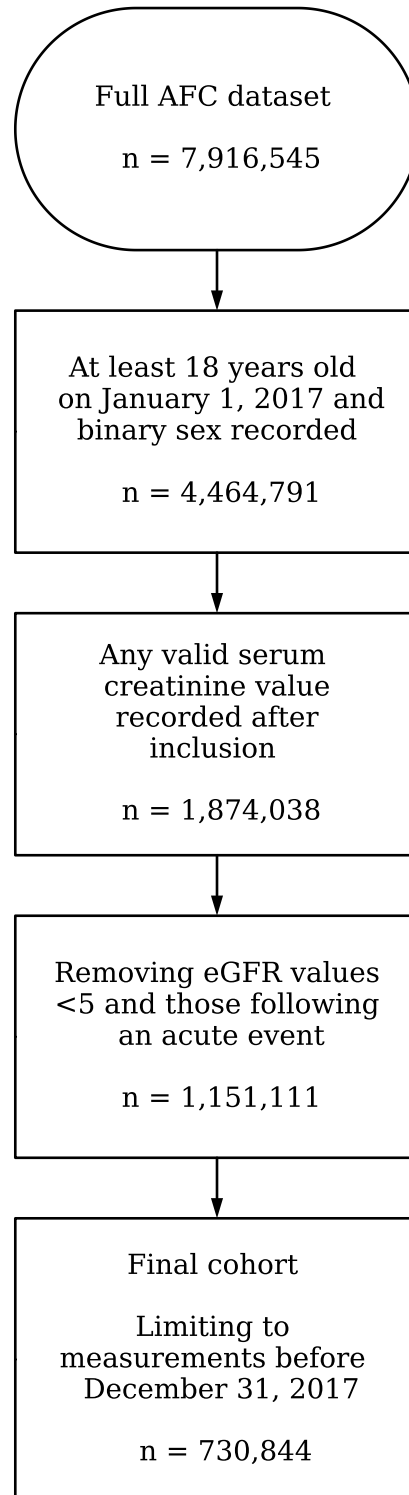 Full AFC dataset
n = 7,916,545
At least 18 years old
on January 1, 2017 and
binary sex recorded
n = 4,464,791
Any valid serum
creatinine value
recorded after
inclusion
n = 1,874,038
Removing eGFR values
<5 and those following
an acute event
n = 1,151,111
Final cohort
Limiting to
measurements before
December 31, 2017
n = 730,844